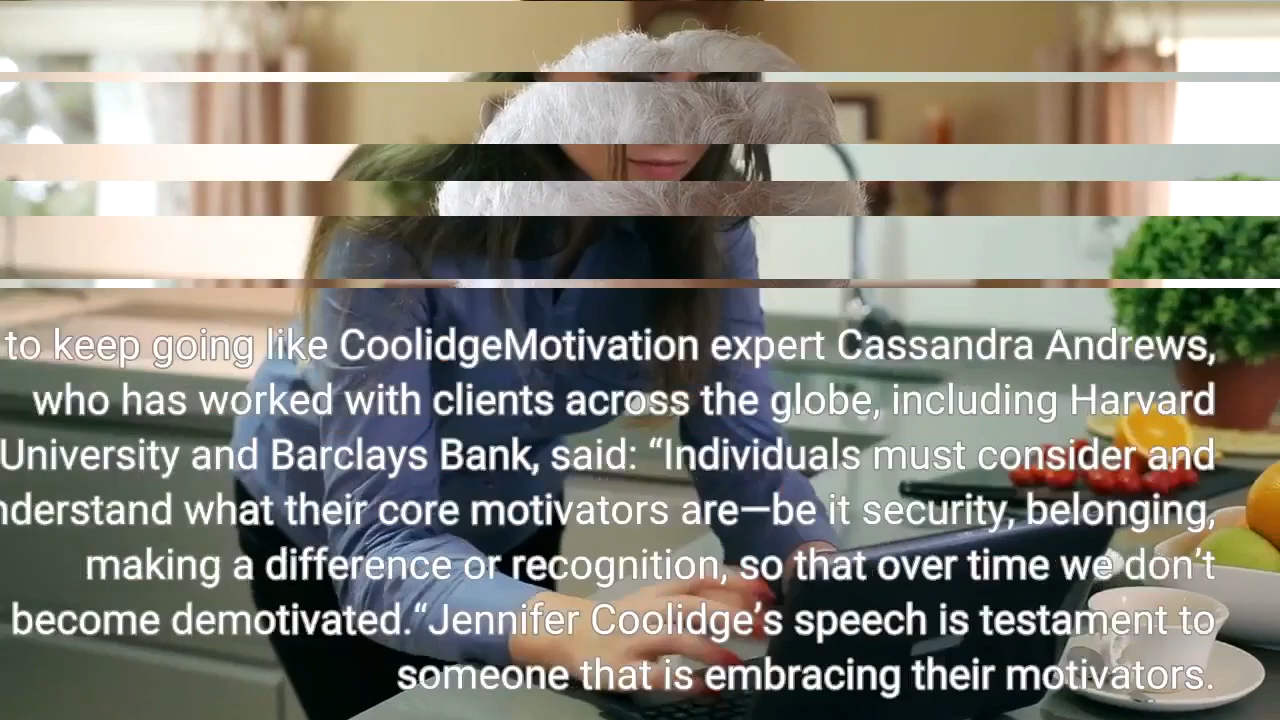 to keep going like CoolidgeMotivation expert Cassandra Andrews,
who has worked with clients across the globe, including Harvard
University and Barclays Bank, said: “Individuals must consider and
what their core motivators are—be it security, belonging,
making a difference or recognition, so that over time we don’t
become demotivated.“Jennifer Coolidge’s speech is testament to
someone that is embracing their motivators.